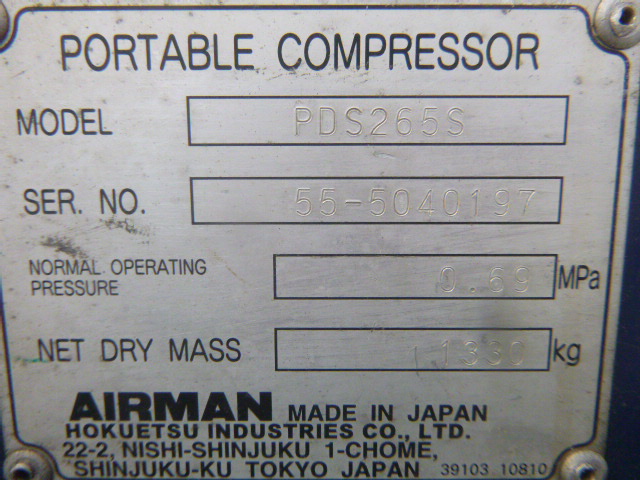 PORTABLE COMPRESSOR
MODEL PDS265S
SER. NO. 55-5040197
NORMAL OPERATING
PRESSURE 0.69 MPa
NET DRY MASS 1330 kg
AIRMAN MADE IN JAPAN
HOKUETSU INDUSTRIES CO., LTD.
22-2, NISHI-SHINJUKU 1-CHOME,
SHINJUKU-KU TOKYO JAPAN 39103 10810